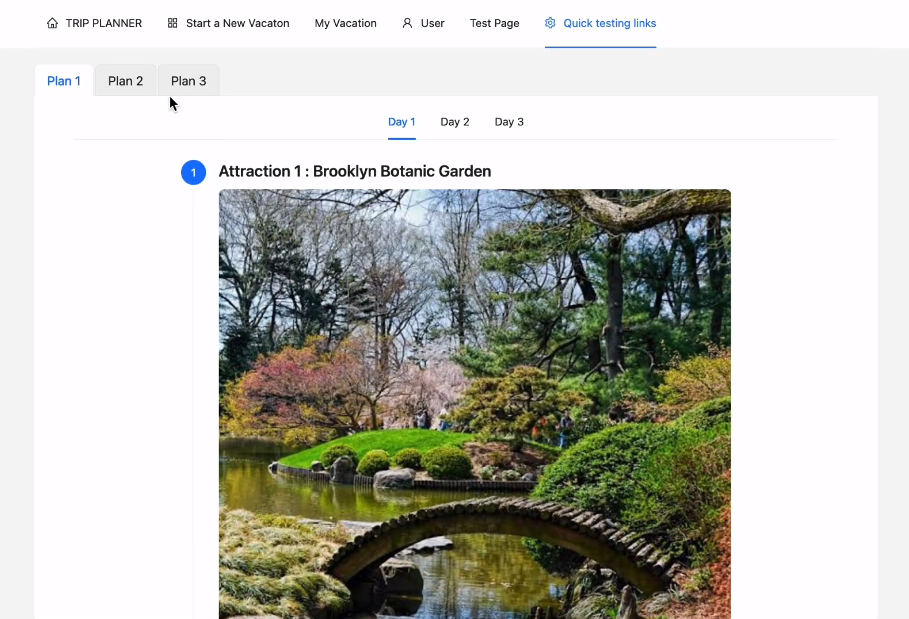 TRIP PLANNER Start a New Vacaton My Vacation User Test Page Quick testing links
Plan 1 Plan 2 Plan 3
Day 1 Day 2 Day 3
1 Attraction 1 : Brooklyn Botanic Garden